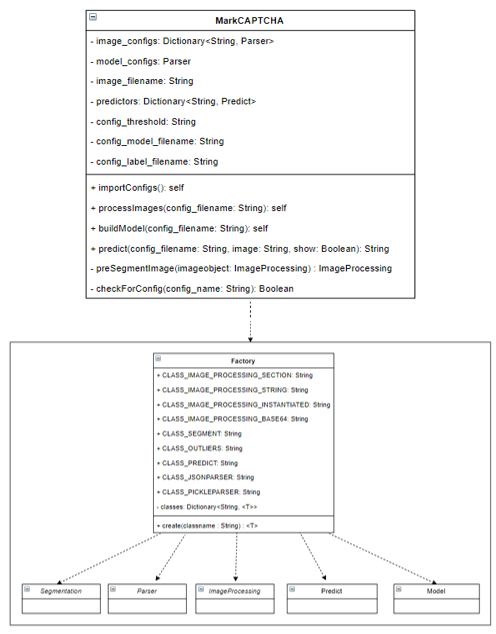 MarkCAPTCHA
- image_configs: Dictionary<String, Parser>
- model_configs: Parser
- image_filename: String
- predictors: Dictionary<String, Predict>
- config_threshold: String
- config_model_filename: String
- config_label_filename: String
+ importConfigs(): self
+ processImages(config_filename: String): self
+ buildModel(config_filename: String): self
+ predict(config_filename: String, image: String, show: Boolean): String
- preSegmentImage(imageobject: ImageProcessing) : ImageProcessing
- checkForConfig(config_name: String): Boolean
Factory
+ CLASS_IMAGE_PROCESSING_SECTION: String
+ CLASS_IMAGE_PROCESSING_STRING: String
+ CLASS_IMAGE_PROCESSING_INSTANTIATED: String
+ CLASS_IMAGE_PROCESSING_BASE64: String
+ CLASS_SEGMENT: String
+ CLASS_OUTLIERS: String
+ CLASS_PREDICT: String
+ CLASS_JSONPARSER: String
+ CLASS_PICKLEPARSER: String
- classes: Dictionary<String, <T>>
+ create(classname : String) : <T>
Segmentation
Parser
ImageProcessing
Predict
Model